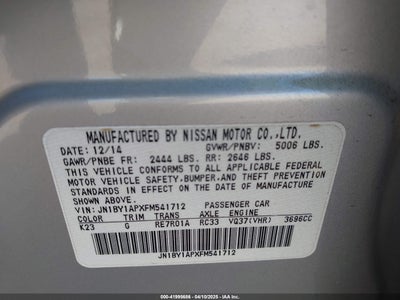 MANUFACTURED BY NISSAN MOTOR CO.,LTD.
DATE: 12/14 GVWR/PNBV: 5006 LBS.
GAWR/PNBE FR: 2444 LBS. RR: 2646 LBS.
THIS VEHICLE CONFORMS TO ALL APPLICABLE FEDERAL
MOTOR VEHICLE SAFETY,BUMPER,AND THEFT PREVENTION
STANDARDS IN EFFECT ON THE DATE OF MANUFACTURE
SHOWN ABOVE.
VIN:JN1BY1APXFM541712 PASSENGER CAR
COLOR TRIM TRANS AXLE ENGINE
K23 G RE7R01A RC33 VQ37(VHR) 3696CC
JN1BY1APXFM541712
000-41999686 - 04/10/2025 - 00:57:21